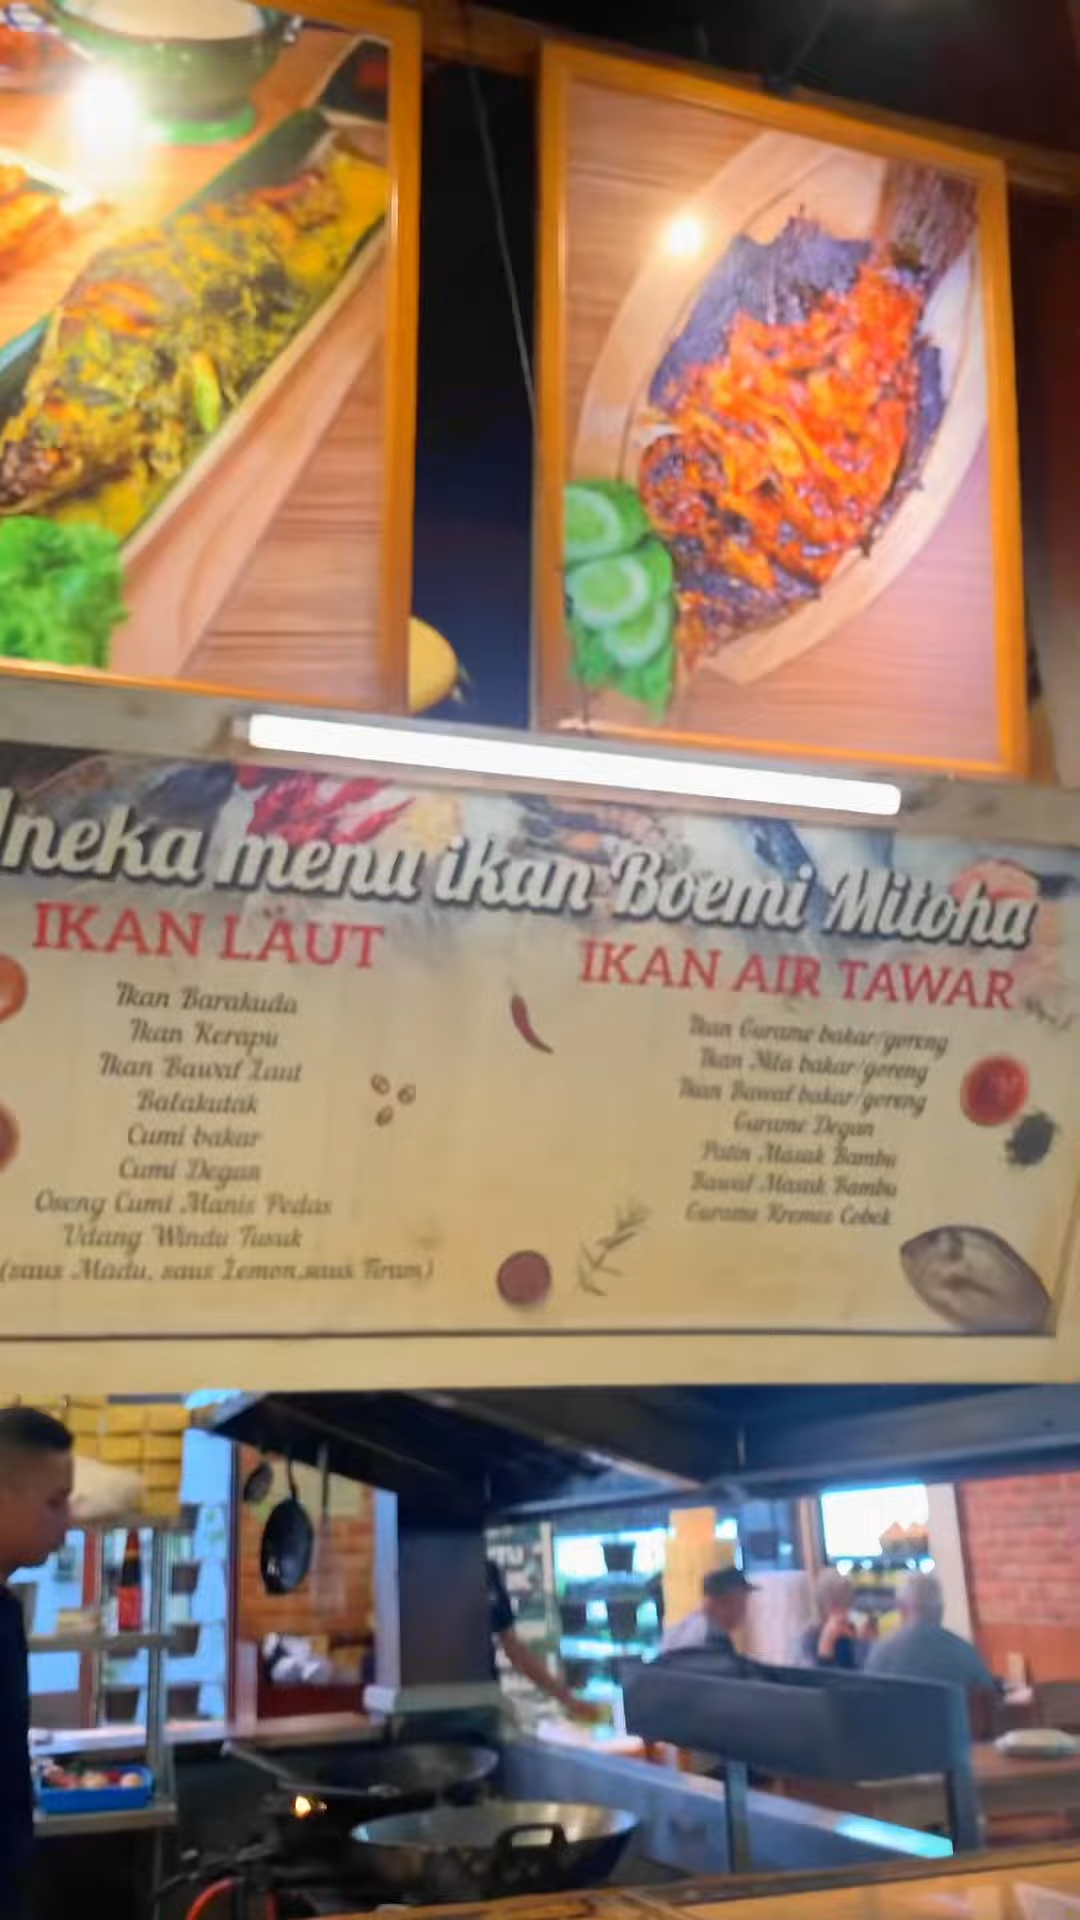 Aneka menu ikan Boemi Mitoha
IKAN LAUT
Ikan Barakuda
Ikan Kerapu
Ikan Bawal Laut
Balakutak
Cumi bakar
Cumi Degan
Oseng Cumi Manis Pedas
Udang Windu Tusuk
(saus Madu, saus Lemon,saus Tiram)
IKAN AIR TAWAR
Ikan Gurame bakar/goreng
Ikan Nila bakar/goreng
Ikan Bawal bakar/goreng
Gurame Degan
Patin Masak Bambu
Bawal Masak Bambu
Gurame Kremes Cobek